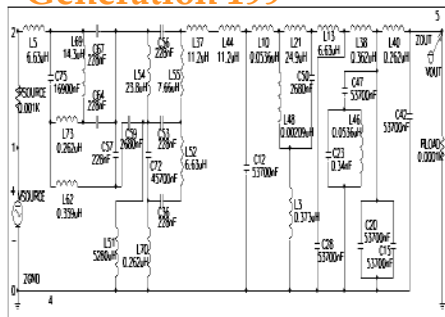 Generation 199
2
L5
6.63uH
L69
14.3uH
C67
228nF
C56
228nF
L37
11.2uH
L44
11.2uH
L10
0.0536uH
L21
24.9uH
L13
6.63uH
L58
0.362uH
L40
0.262uH
5
ZOUT
VOUT
C75
16900nF
C64
228nF
L54
23.8uH
L55
7.66uH
C50
2680nF
C47
53700nF
C42
53700nF
RSOURCE
0.001K
L73
0.262uH
C57
228nF
C59
2680nF
C53
228nF
L48
0.00209uH
L46
0.0536uH
1
C72
45700nF
L52
6.63uH
C12
53700nF
C23
0.34nF
RLOAD
0.0001K
L62
0.359uH
C36
228nF
L3
0.373uH
VSOURCE
L51
5280uH
L70
0.262uH
C28
53700nF
C20
53700nF
C15
53700nF
ZGND
0
4
0